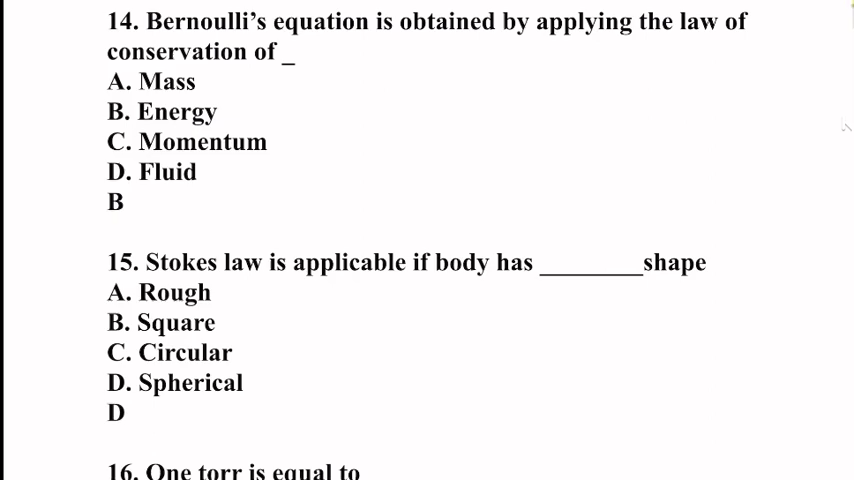 14. Bernoulli’s equation is obtained by applying the law of
conservation of _
A. Mass
B. Energy
C. Momentum
D. Fluid
B
15. Stokes law is applicable if body has ________shape
A. Rough
B. Square
C. Circular
D. Spherical
D
16. One torr is equal to